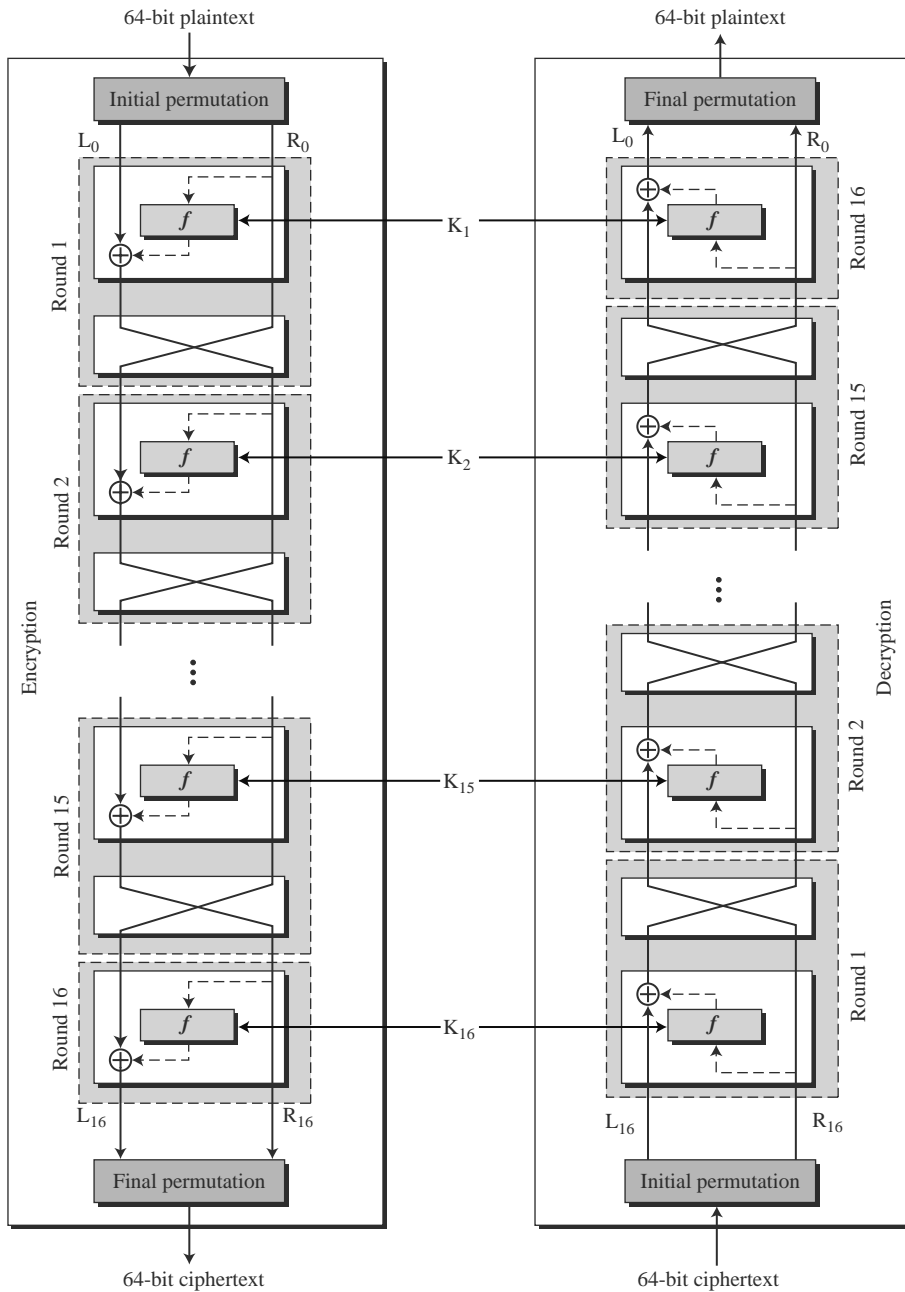 64-bit plaintext
Initial permutation
L₀
R₀
Round 1
f
Round 2
f
Encryption
Round 15
f
Round 16
f
L₁₆
R₁₆
Final permutation
64-bit ciphertext
K₁
K₂
K₁₅
K₁₆
64-bit plaintext
Final permutation
L₀
R₀
Round 16
f
Round 15
f
Decryption
Round 2
f
Round 1
f
L₁₆
R₁₆
Initial permutation
64-bit ciphertext